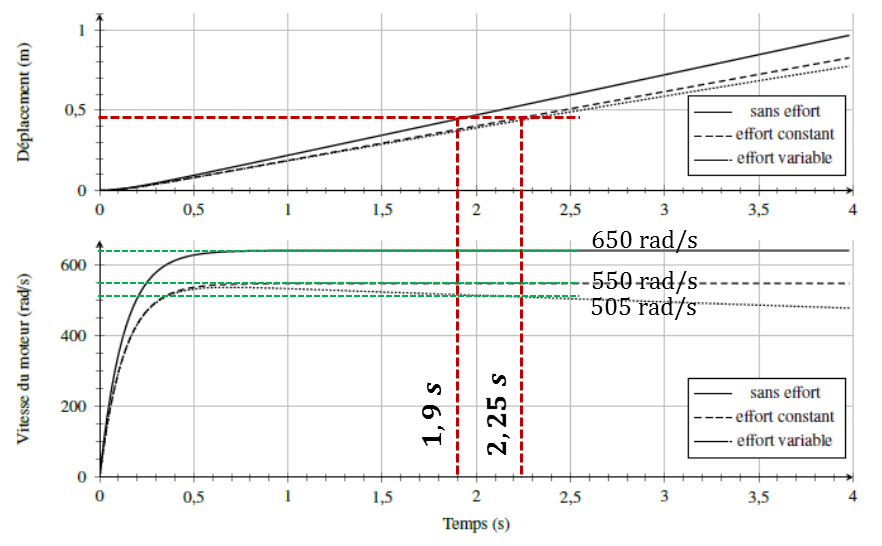 Déplacement (m)
1
0,5
0
sans effort
effort constant
effort variable
0
0,5
1
1,5
2
2,5
3
3,5
4
Vitesse du moteur (rad/s)
600
400
200
0
650 rad/s
550 rad/s
505 rad/s
1,9 s
2,25 s
sans effort
effort constant
effort variable
0
0,5
1
1,5
2
2,5
3
3,5
4
Temps (s)